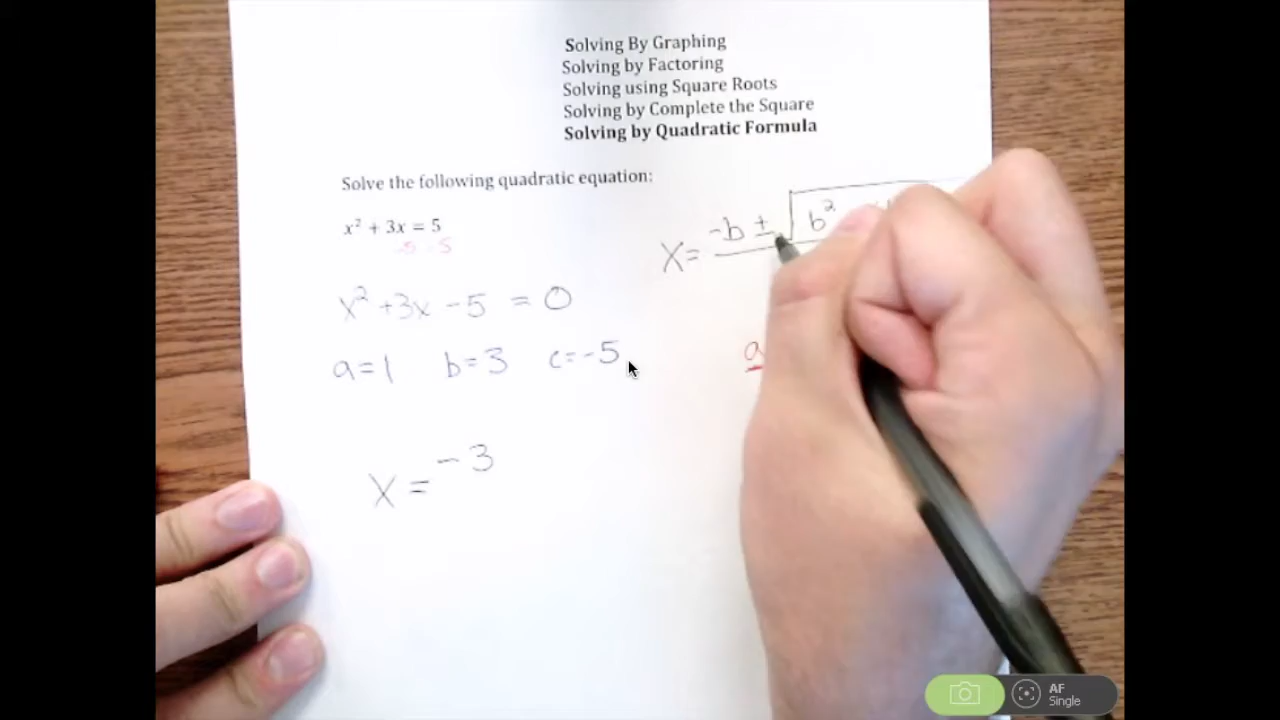 Solving By Graphing
Solving by Factoring
Solving using Square Roots
Solving by Complete the Square
Solving by Quadratic Formula
Solve the following quadratic equation:
x² + 3x = 5
-5 -5
x² + 3x - 5 = 0
a = 1 b = 3 c = -5
x = -3
x = -b ± √b²
a
AF
Single